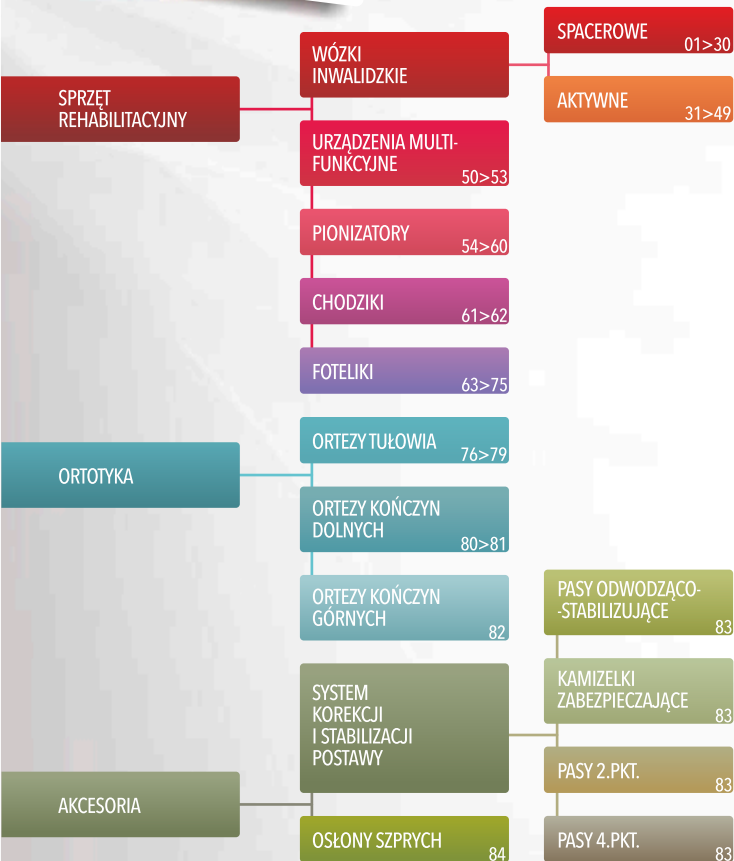 SPRZĘT
REHABILITACYJNY
WÓZKI
INWALIDZKIE
SPACEROWE
01>30
AKTYWNE
31>49
URZĄDZENIA MULTI-
FUNKCYJNE
50>53
PIONIZATORY
54>60
CHODZIKI
61>62
FOTELIKI
63>75
ORTOTYKA
ORTEZY TUŁOWIA
76>79
ORTEZY KOŃCZYN
DOLNYCH
80>81
ORTEZY KOŃCZYN
GÓRNYCH
82
AKCESORIA
SYSTEM
KOREKCJI
I STABILIZACJI
POSTAWY
PASY ODWODZĄCO-
-STABILIZUJĄCE
83
KAMIZELKI
ZABEZPIECZAJĄCE
83
PASY 2.PKT.
83
PASY 4.PKT.
83
OSŁONY SZPRYCH
84